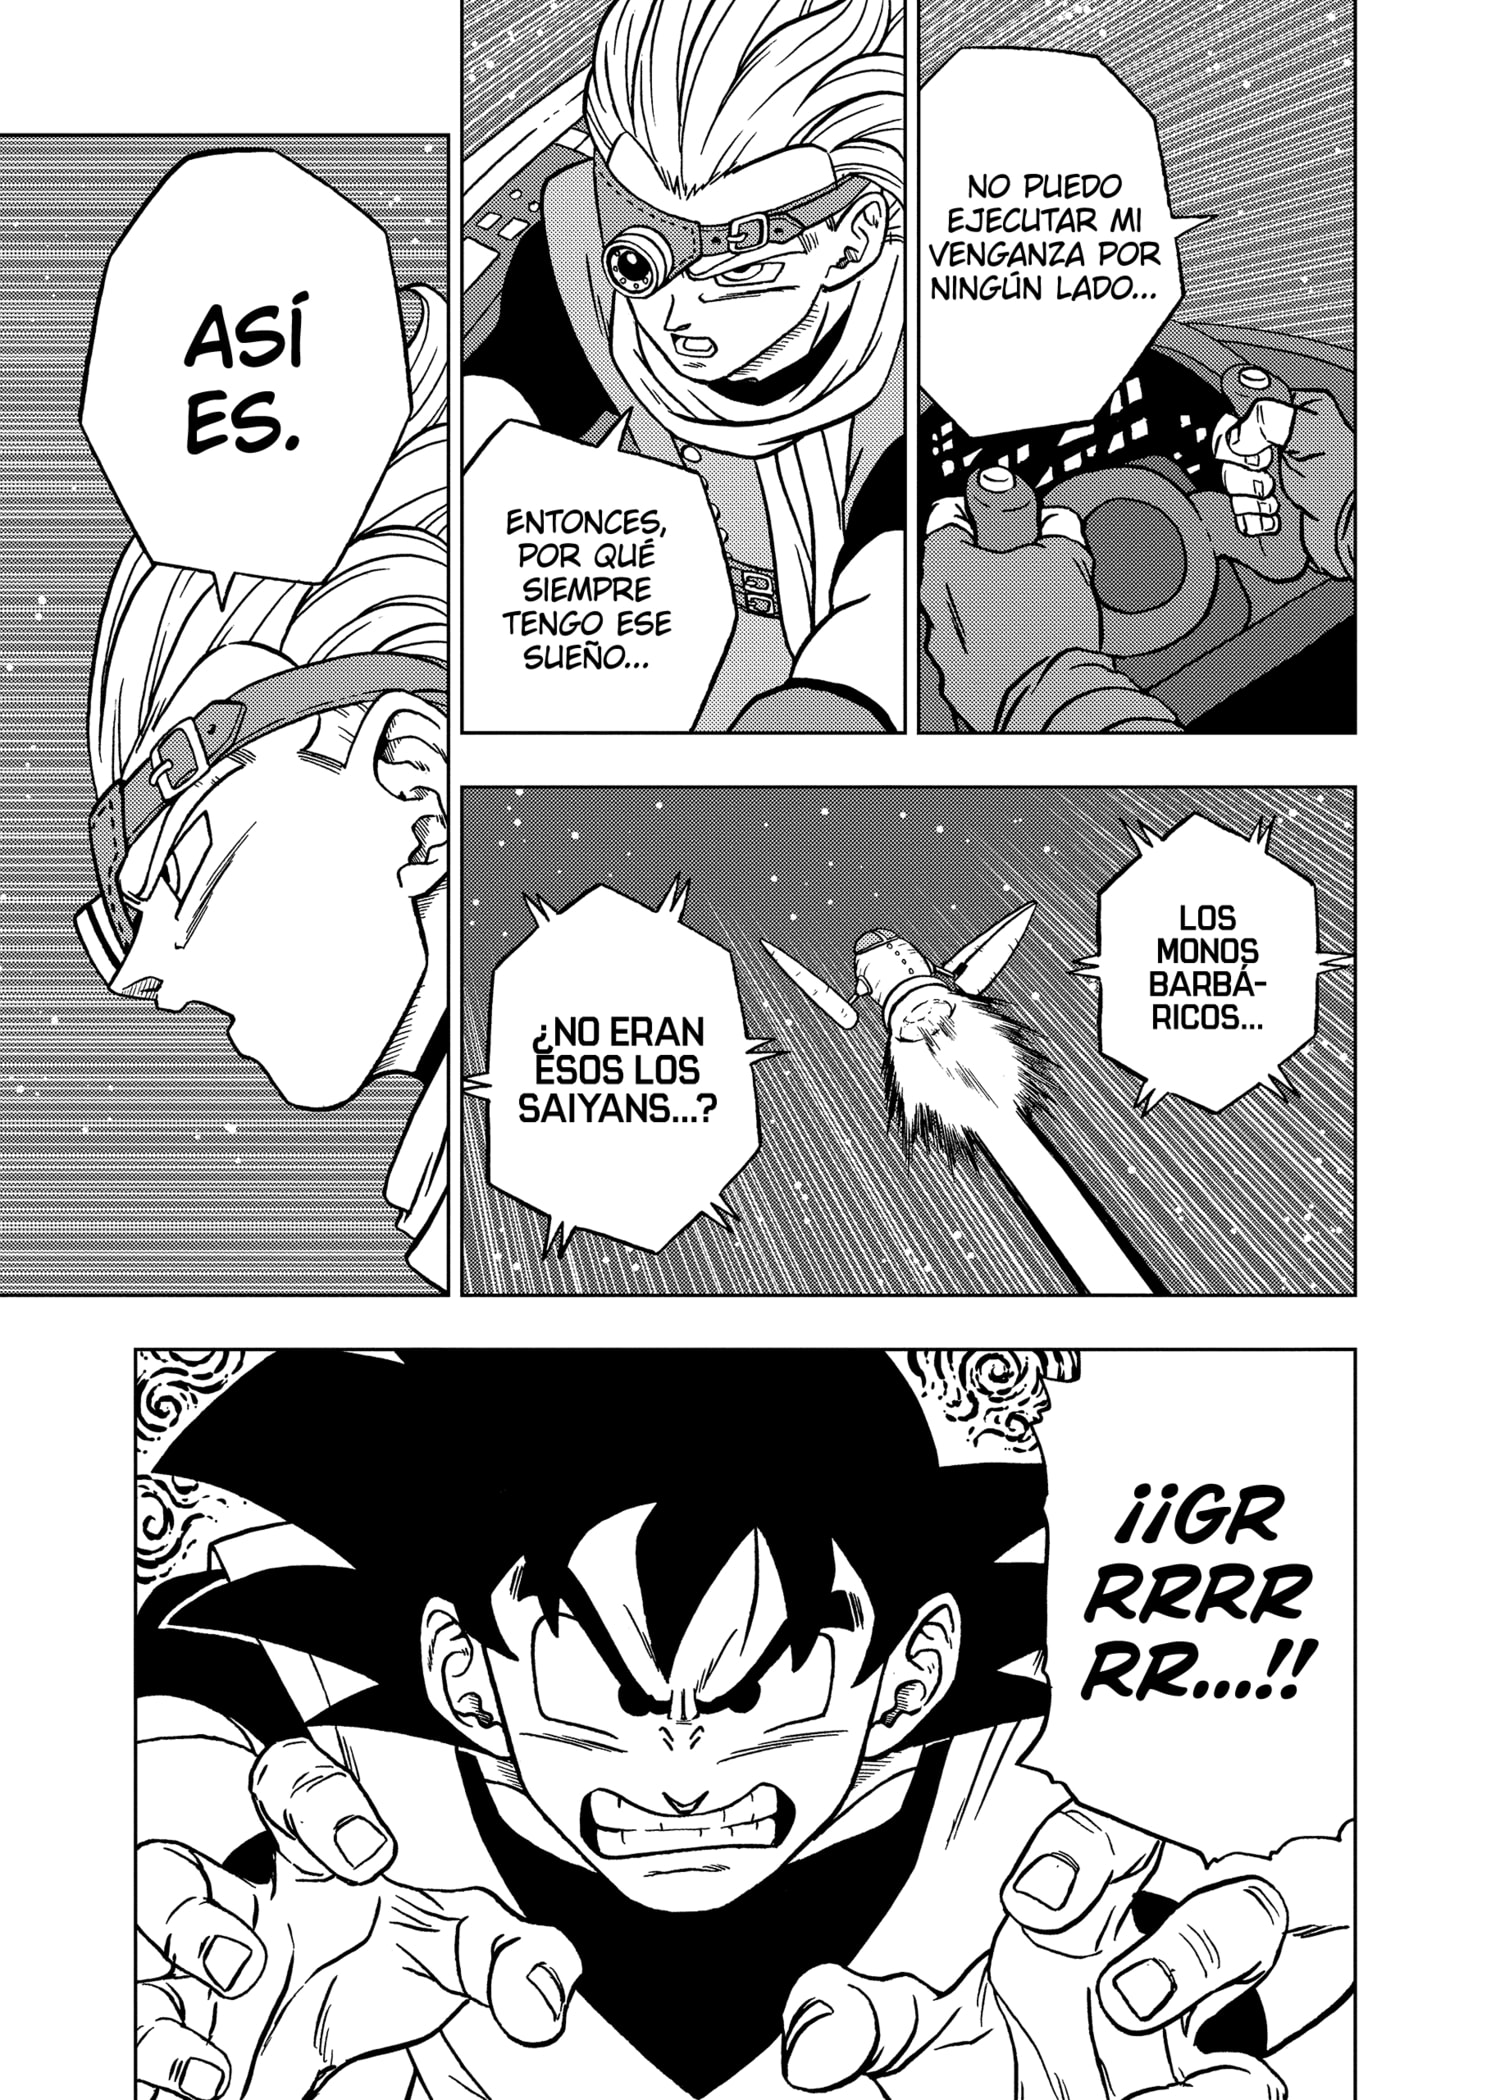 NO PUEDO
EJECUTAR MI
VENGANZA POR
NINGÚN LADO...
ENTONCES,
POR QUÉ
SIEMPRE
TENGO ESE
SUEÑO...
ASÍ
ES.
LOS
MONOS
BARBÁ-
RICOS...
¿NO ERAN
ESOS LOS
SAIYANS...?
¡¡GR
RRRR
RR...!!